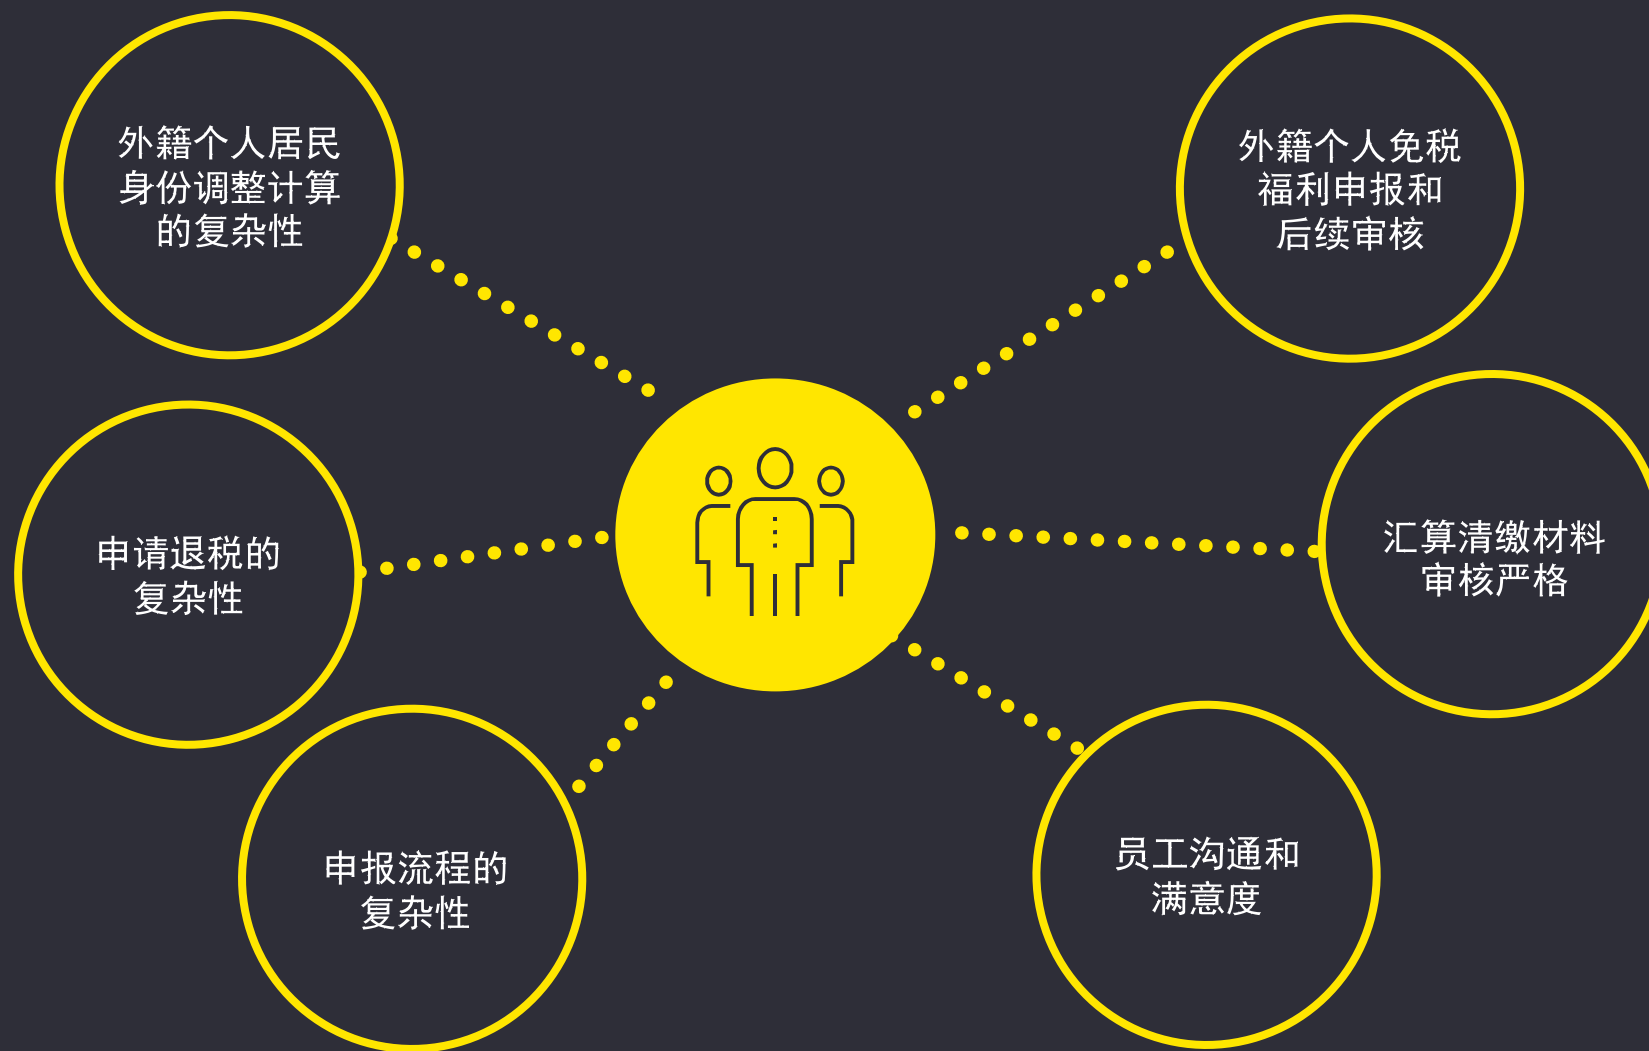 外籍个人居民
身份调整计算
的复杂性
外籍个人免税
福利申报和
后续审核
申请退税的
复杂性
汇算清缴材料
审核严格
申报流程的
复杂性
员工沟通和
满意度